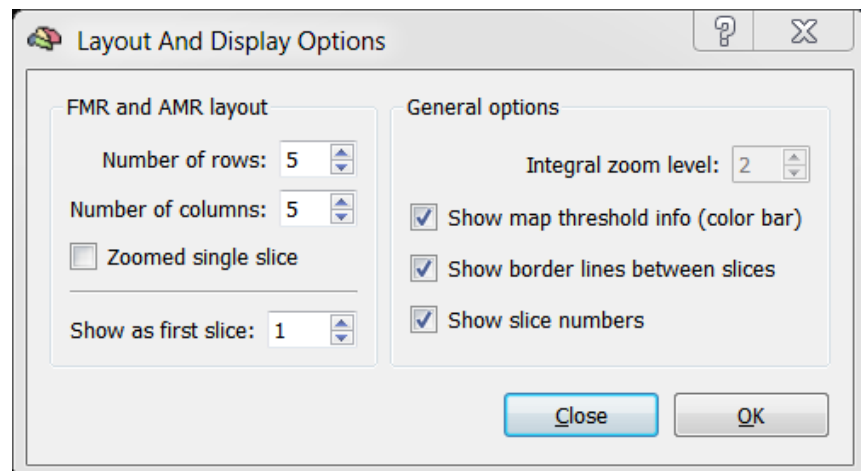 Layout And Display Options
FMR and AMR layout
Number of rows: 5
Number of columns: 5
Zoomed single slice
Show as first slice: 1
General options
Integral zoom level: 2
Show map threshold info (color bar)
Show border lines between slices
Show slice numbers
Close
OK